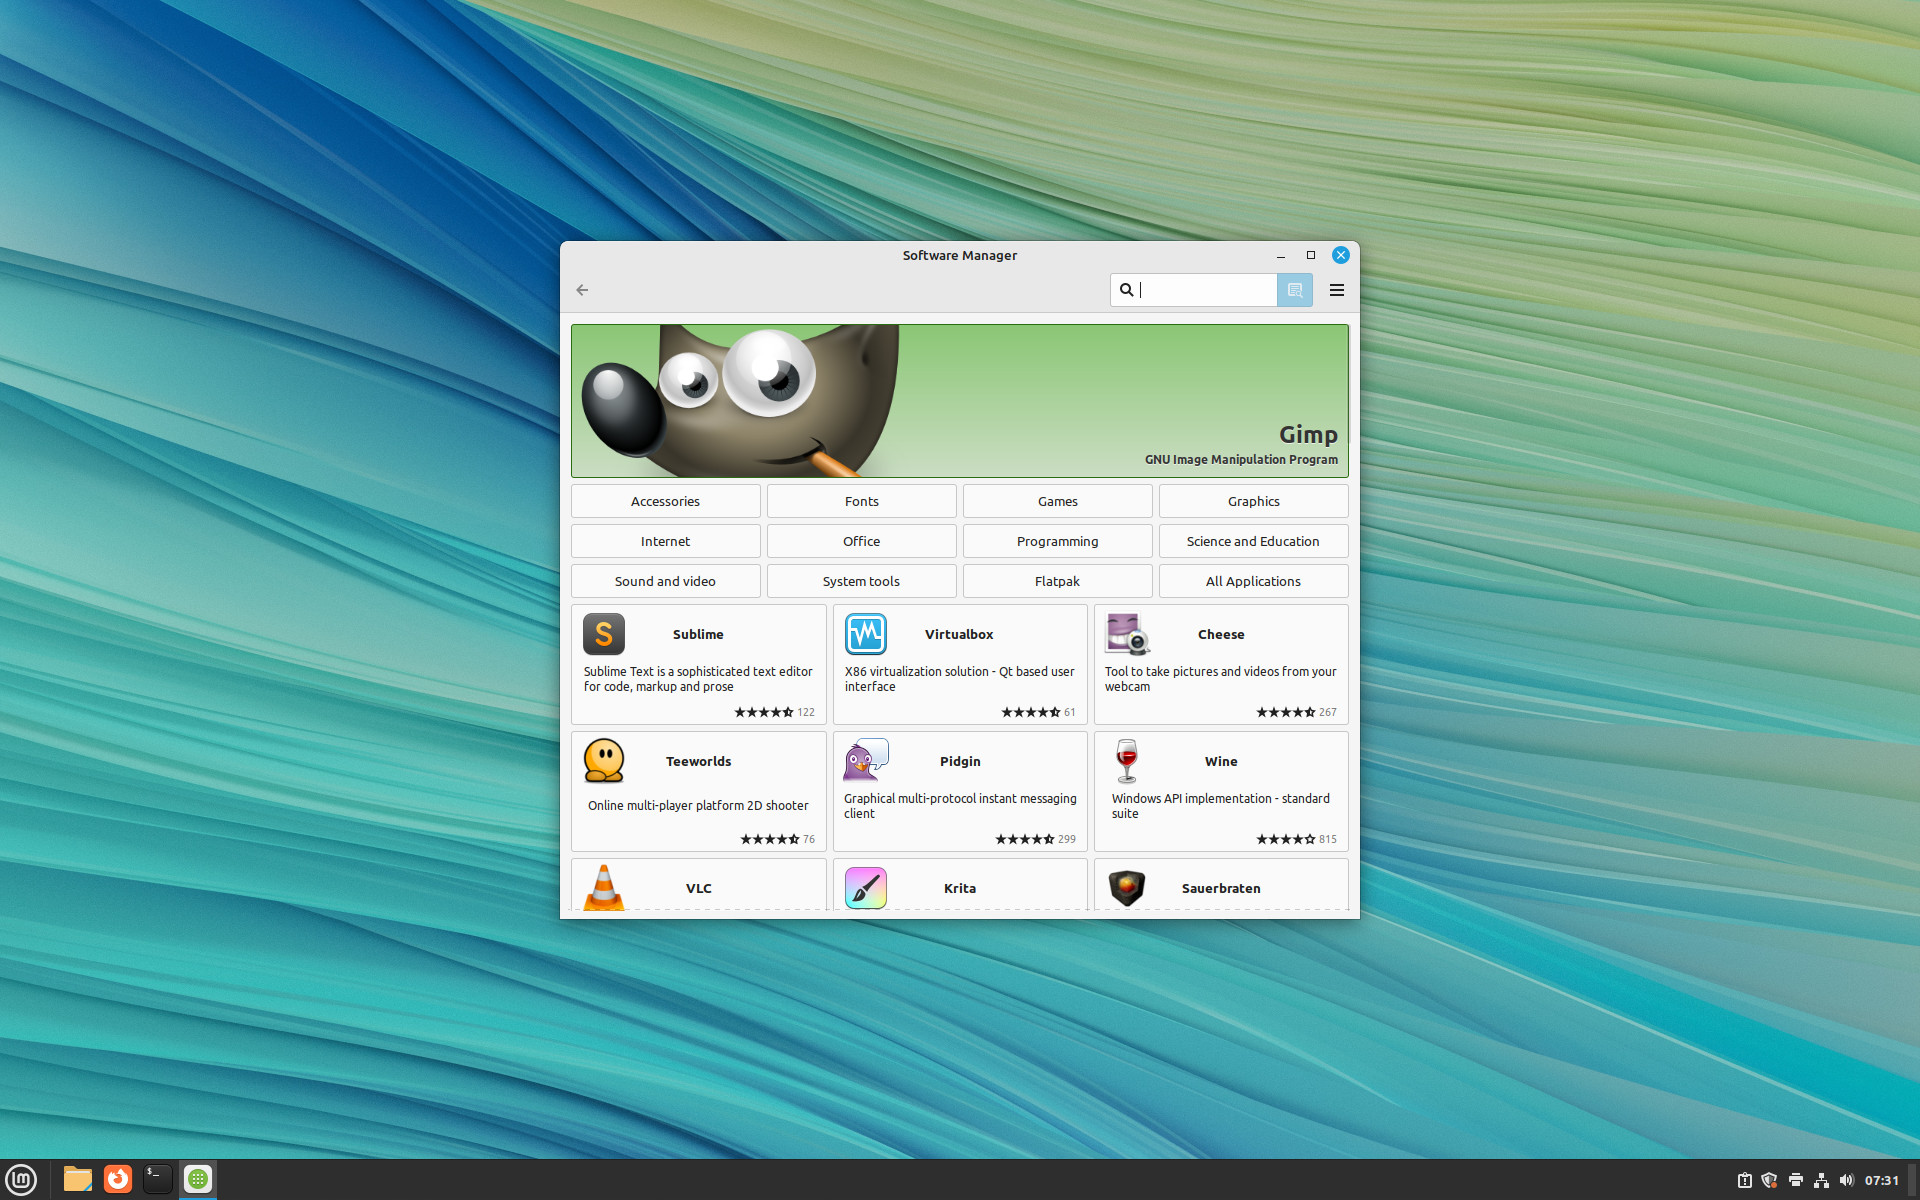 Software Manager
Gimp
GNU Image Manipulation Program
Accessories
Fonts
Games
Graphics
Internet
Office
Programming
Science and Education
Sound and video
System tools
Flatpak
All Applications
Sublime
Sublime Text is a sophisticated text editor
for code, markup and prose
122
Virtualbox
X86 virtualization solution - Qt based user
interface
61
Cheese
Tool to take pictures and videos from your
webcam
267
Teeworlds
Online multi-player platform 2D shooter
76
Pidgin
Graphical multi-protocol instant messaging
client
299
Wine
Windows API implementation - standard
suite
815
VLC
Krita
Sauerbraten
07:31